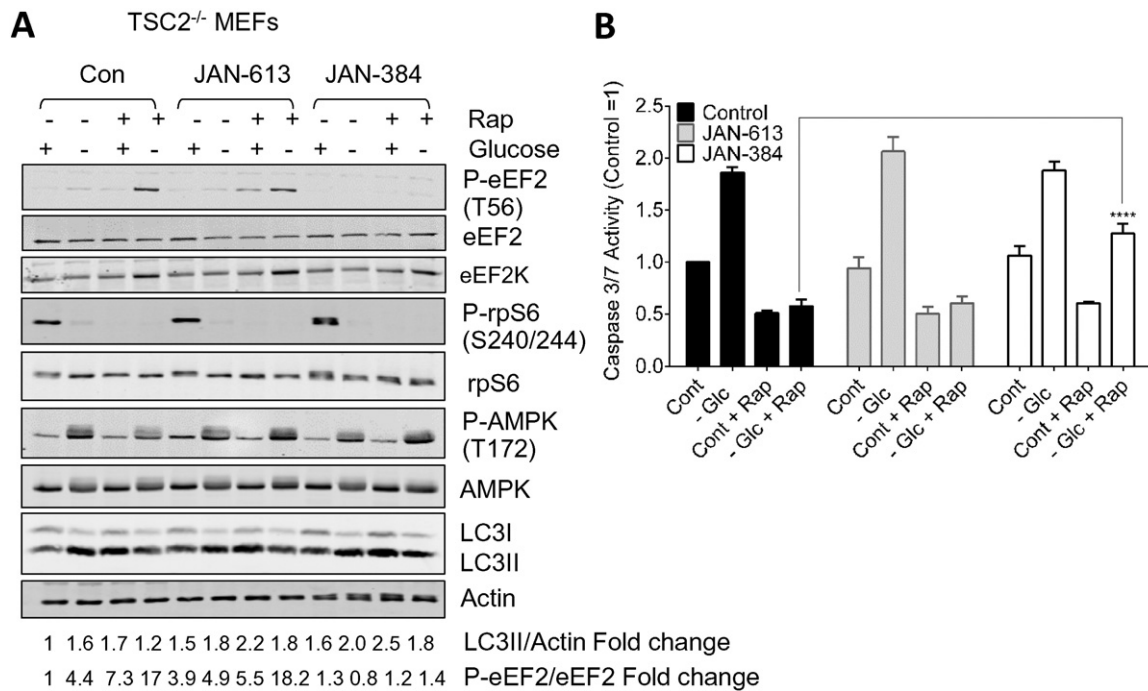 A
TSC2-/- MEFs
Con JAN-613 JAN-384
- - + + - - + + - - + + Rap
+ - + - + - + - + - + - Glucose
P-eEF2
(T56)
eEF2
eEF2K
P-rpS6
(S240/244)
rpS6
P-AMPK
(T172)
AMPK
LC3I
LC3II
Actin
1 1.6 1.7 1.2 1.5 1.8 2.2 1.8 1.6 2.0 2.5 1.8 LC3II/Actin Fold change
1 4.4 7.3 17 3.9 4.9 5.5 18.2 1.3 0.8 1.2 1.4 P-eEF2/eEF2 Fold change
B
Caspase 3/7 Activity (Control =1)
2.5
2.0
1.5
1.0
0.5
0.0
Control
JAN-613
JAN-384
****
Cont
- Glc
Cont + Rap
- Glc + Rap
Cont
- Glc
Cont + Rap
- Glc + Rap
Cont
- Glc
Cont + Rap
- Glc + Rap